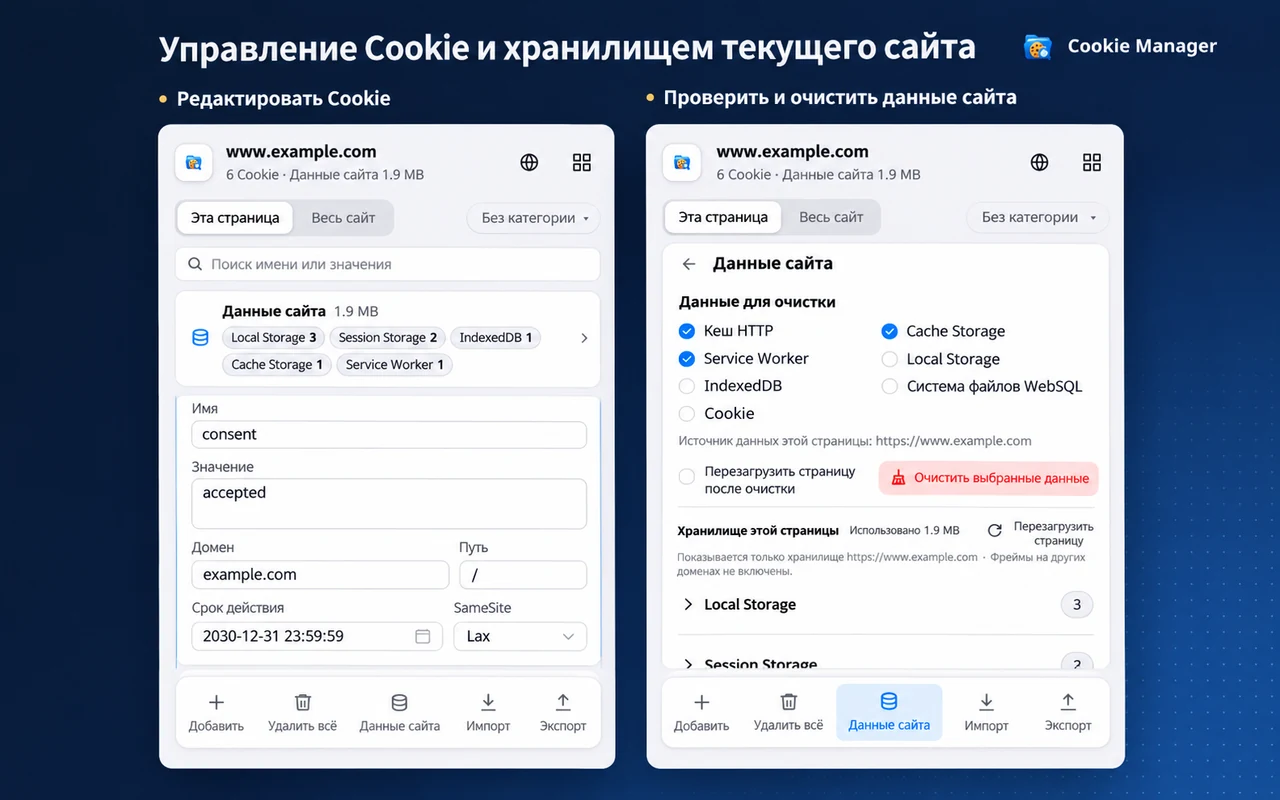 Управление Cookie и хранилищем текущего сайта
Cookie Manager
• Редактировать Cookie
www.example.com
6 Cookie · Данные сайта 1.9 MB
Эта страница
Весь сайт
Без категории
Поиск имени или значения
Данные сайта 1.9 MB
Local Storage 3
Session Storage 2
IndexedDB 1
Cache Storage 1
Service Worker 1
Имя
consent
Значение
accepted
Домен
Путь
example.com
/
Срок действия
SameSite
2030-12-31 23:59:59
Lax
Добавить
Удалить всё
Данные сайта
Импорт
Экспорт
• Проверить и очистить данные сайта
www.example.com
6 Cookie · Данные сайта 1.9 MB
Эта страница
Весь сайт
Без категории
Данные сайта
Данные для очистки
Кеш HTTP
Cache Storage
Service Worker
Local Storage
IndexedDB
Система файлов WebSQL
Cookie
Источник данных этой страницы: https://www.example.com
Перезагрузить страницу
после очистки
Очистить выбранные данные
Хранилище этой страницы
Использовано 1.9 MB
Перезагрузить
страницу
Показывается только хранилище https://www.example.com · Фреймы на других
доменах не включены.
Local Storage
3
Session Storage
2
Добавить
Удалить всё
Данные сайта
Импорт
Экспорт